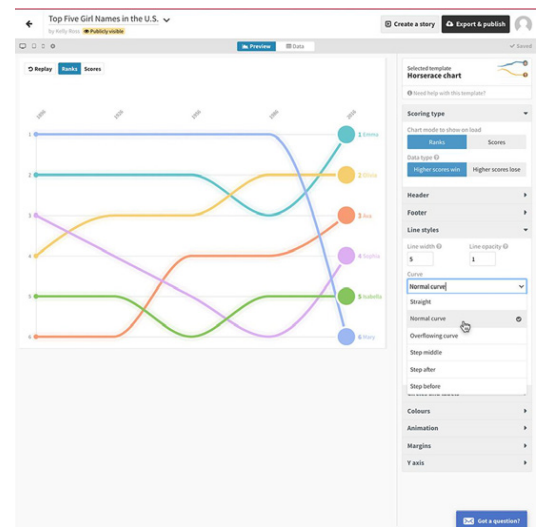 Top Five Girl Names in the U.S.
by Kelly Ross
Publicly visible
Create a story
Export & publish
Preview
Data
Saved
Replay
Ranks
Scores
1
2
3
4
5
6
1 Emma
2 Olivia
3 Ava
4 Sophia
5 Isabella
6 Mary
Selected template
Horserace chart
Need help with this template?
Scoring type
Chart mode to show on load
Ranks
Scores
Data type
Higher scores win
Higher scores lose
Header
Footer
Line styles
Line width
Line opacity
5
1
Curve
Normal curve
Straight
Normal curve
Overflowing curve
Step middle
Step after
Step before
Colours
Animation
Margins
Y axis
Got a question?